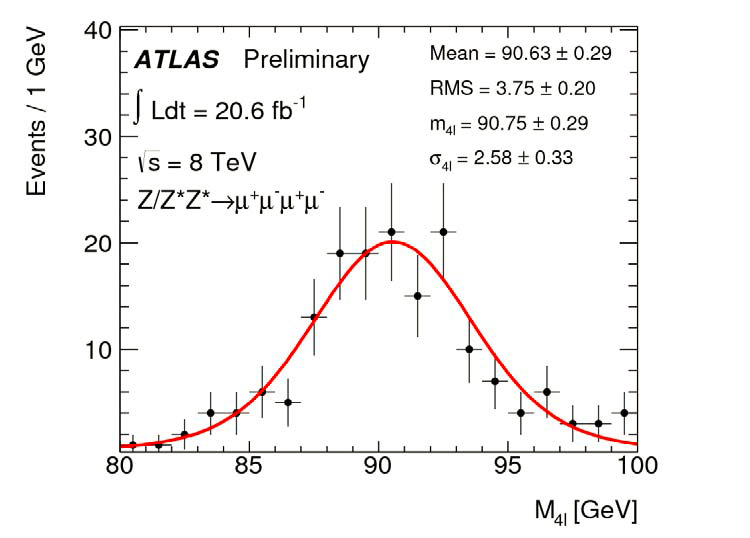 ATLAS Preliminary
∫ Ldt = 20.6 fb⁻¹
√s = 8 TeV
Z/Z*Z*→μ⁺μ⁻μ⁺μ⁻
Mean = 90.63 ± 0.29
RMS = 3.75 ± 0.20
m₄ₗ = 90.75 ± 0.29
σ₄ₗ = 2.58 ± 0.33
Events / 1 GeV
40
30
20
10
80 85 90 95 100
M₄ₗ [GeV]